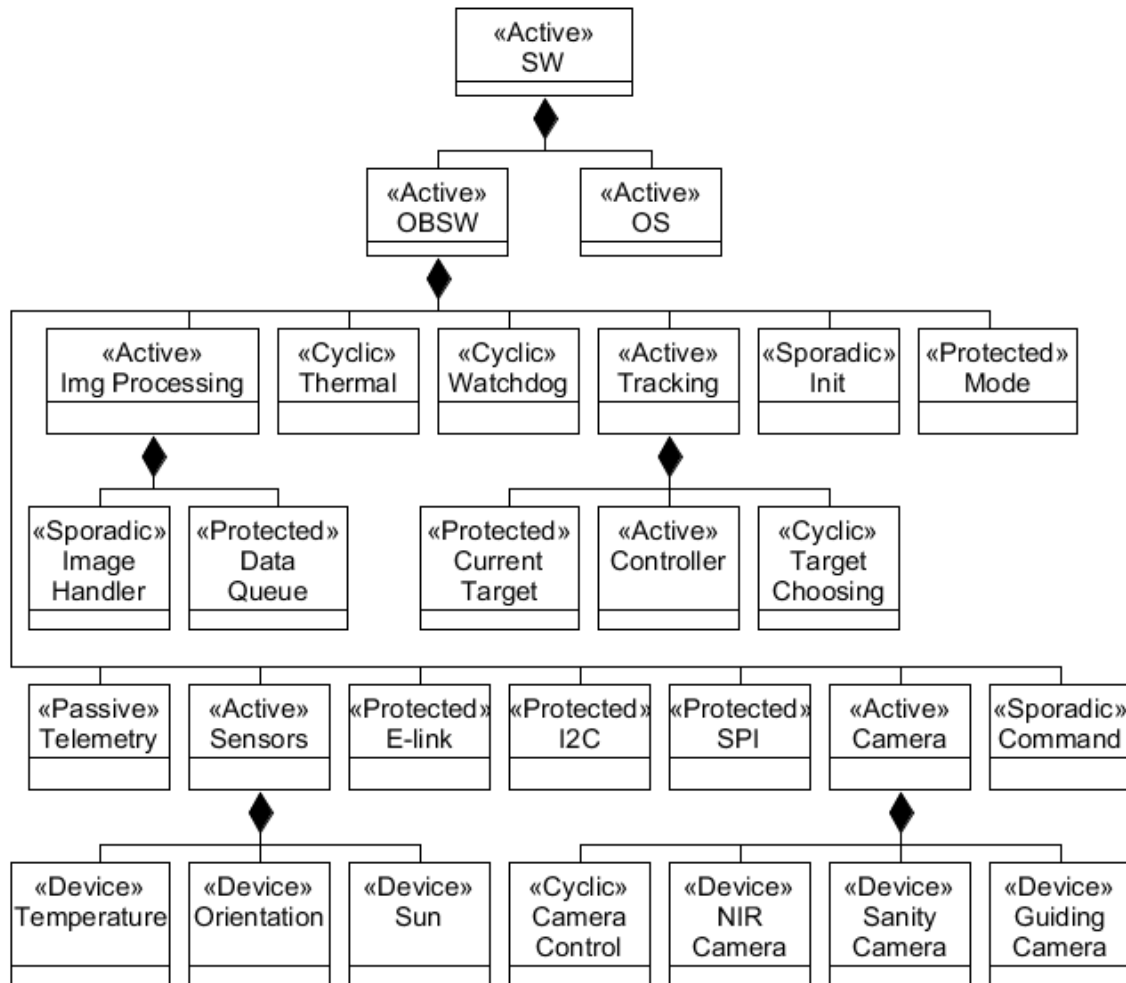 «Active»
SW
«Active»
OBSW
«Active»
OS
«Active»
Img Processing
«Cyclic»
Thermal
«Cyclic»
Watchdog
«Active»
Tracking
«Sporadic»
Init
«Protected»
Mode
«Sporadic»
Image
Handler
«Protected»
Data
Queue
«Protected»
Current
Target
«Active»
Controller
«Cyclic»
Target
Choosing
«Passive»
Telemetry
«Active»
Sensors
«Protected»
E-link
«Protected»
I2C
«Protected»
SPI
«Active»
Camera
«Sporadic»
Command
«Device»
Temperature
«Device»
Orientation
«Device»
Sun
«Cyclic»
Camera
Control
«Device»
NIR
Camera
«Device»
Sanity
Camera
«Device»
Guiding
Camera